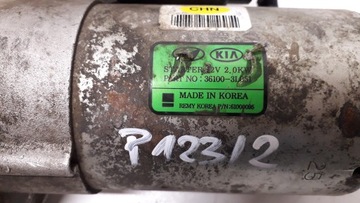 CHN
KIA
STARTER 12V 2.0KW
PART NO : 36100-3L
MADE IN KOREA
REMY KOREA P/N:
P12312